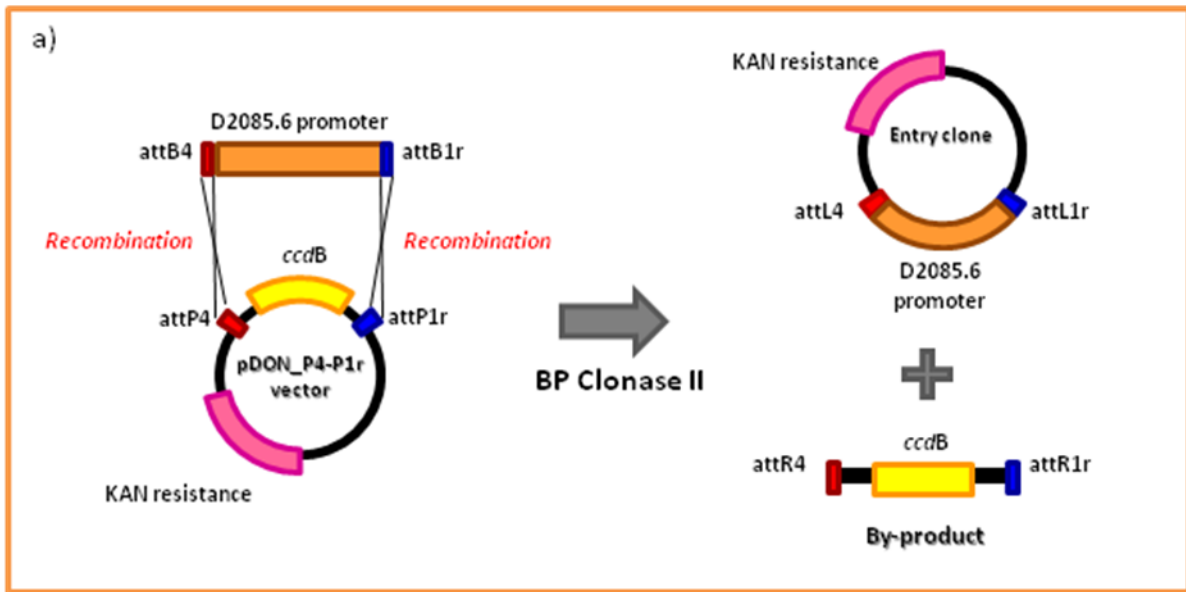 a)
D2085.6 promoter
attB4
attB1r
Recombination
Recombination
ccdB
attP4
attP1r
pDON_P4-P1r
vector
KAN resistance
BP Clonase II
KAN resistance
Entry clone
attL4
attL1r
D2085.6
promoter
ccdB
attR4
attR1r
By-product